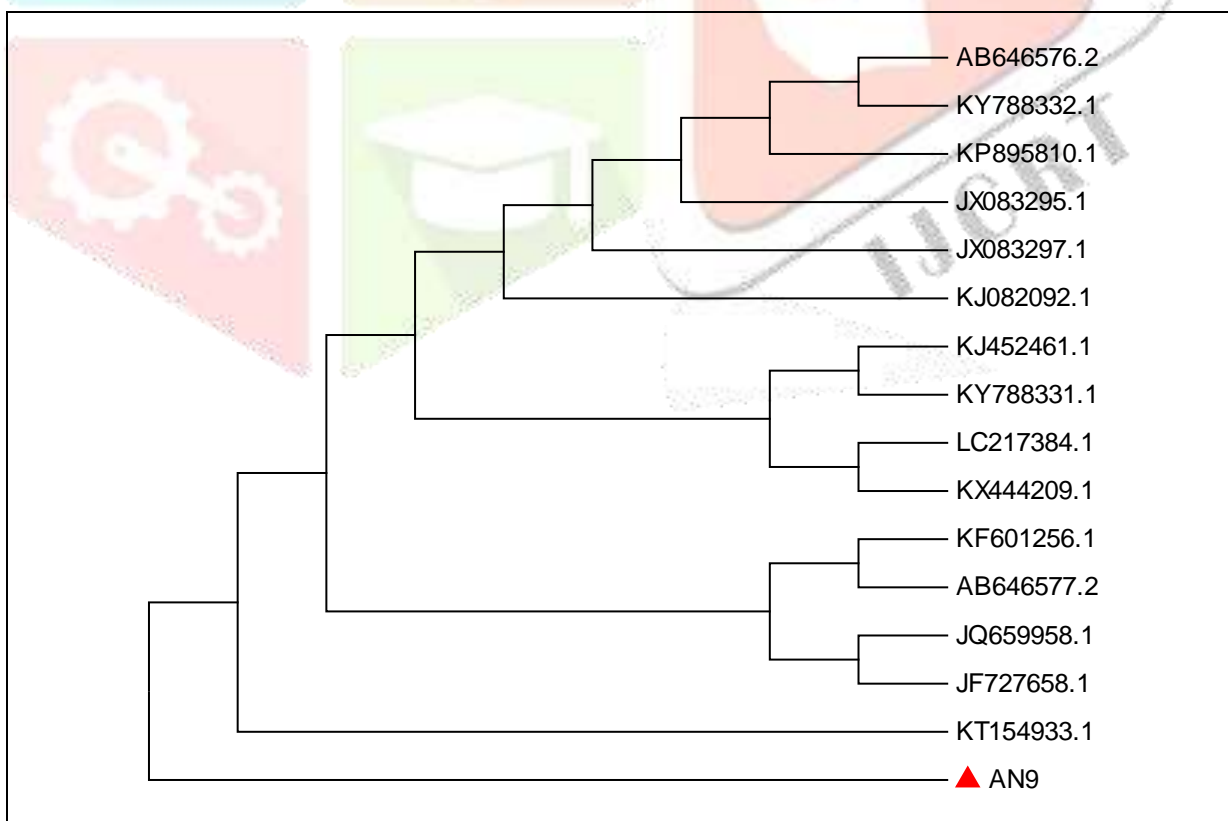 AB646576.2
KY788332.1
KP895810.1
JX083295.1
JX083297.1
KJ082092.1
KJ452461.1
KY788331.1
LC217384.1
KX444209.1
KF601256.1
AB646577.2
JQ659958.1
JF727658.1
KT154933.1
AN9
IJCRT